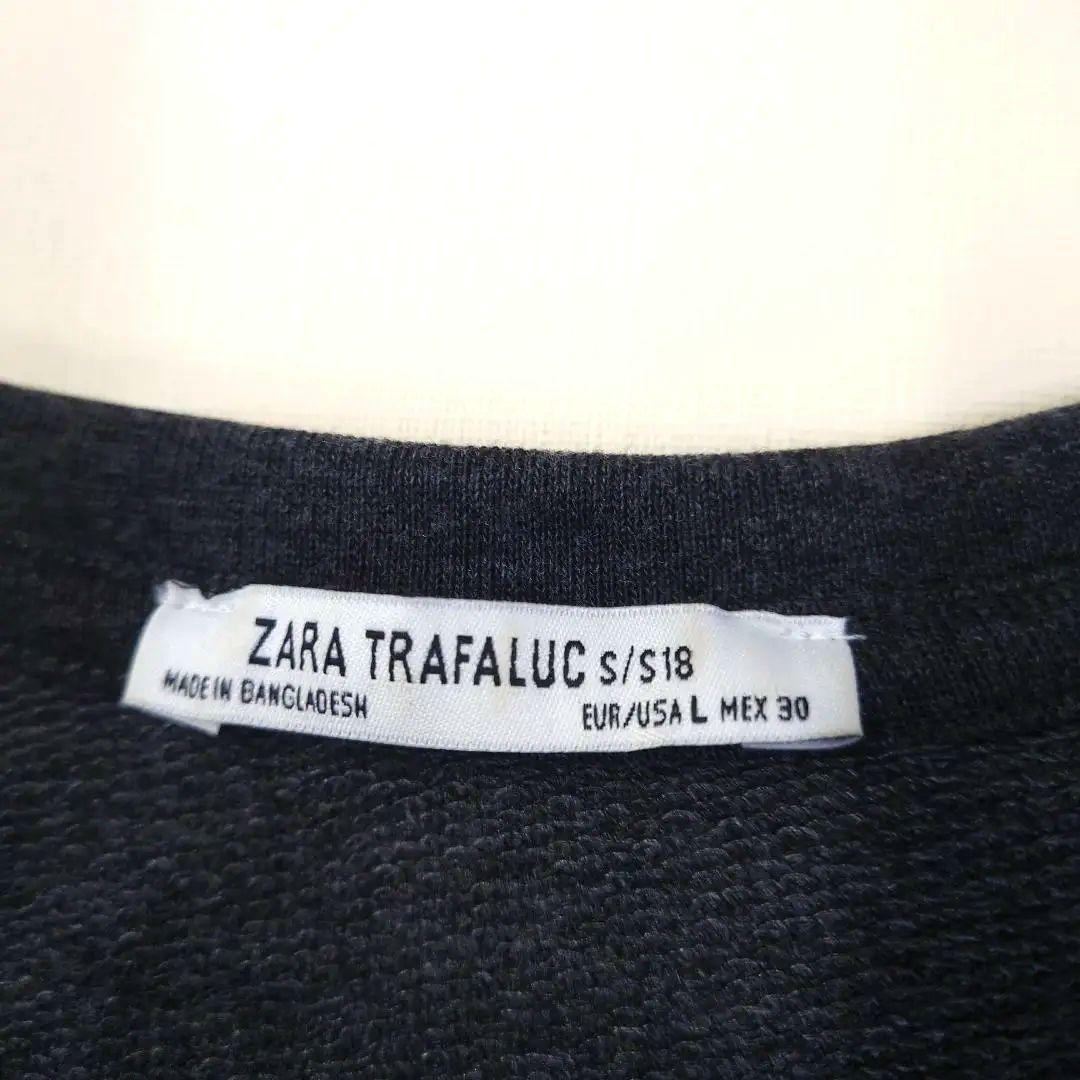 ZARA TRAFALUC S/S18
MADE IN BANGLADESH
EUR/USA L MEX 30